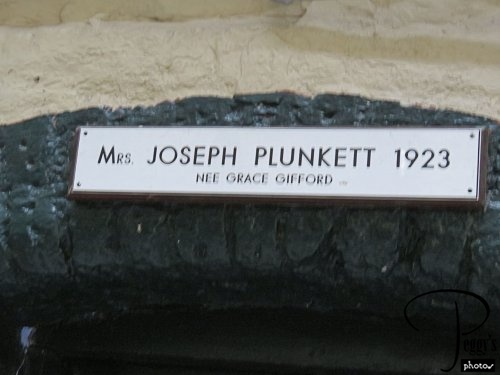 Mrs. JOSEPH PLUNKETT 1923
NEE GRACE GIFFORD
photos